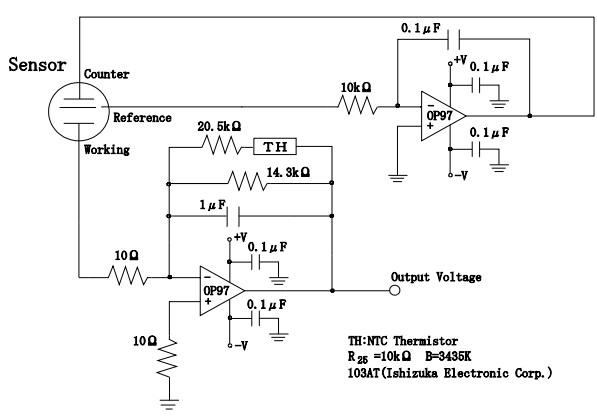 0.1μF
Sensor
Counter
+V
0.1μF
10kΩ
Reference
−
OP97
+
20.5kΩ
TH
0.1μF
Working
−V
14.3kΩ
1μF
+V
0.1μF
10Ω
−
OP97
+
Output Voltage
0.1μF
10Ω
−V
TH:NTC Thermistor
R25 =10kΩ B=3435K
103AT(Ishizuka Electronic Corp.)